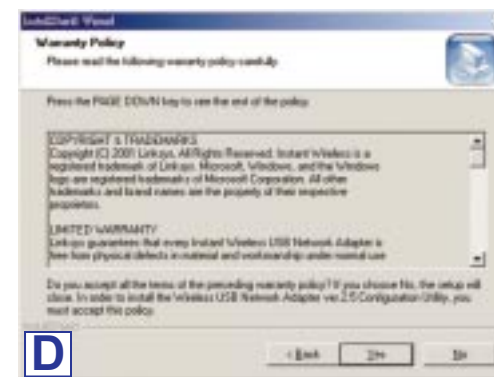 InstallShield Wizard
Warranty Policy
Please read the following warranty policy carefully.
Press the PAGE DOWN key to see the end of the policy.
COPYRIGHT & TRADEMARKS
Copyright (C) 2001 Linksys, All Rights Reserved. Instant Wireless is a
registered trademark of Linksys. Microsoft, Windows, and the Windows
logo are registered trademarks of Microsoft Corporation. All other
trademarks and brand names are the property of their respective
proprietors.
LIMITED WARRANTY
Linksys guarantees that every Instant Wireless USB Network Adapter is
free from physical defects in material and workmanship under normal use
Do you accept all the terms of the preceding warranty policy? If you choose No, the setup will
close. In order to install the Wireless USB Network Adapter ver 2.5 Configuration Utility, you
must accept this policy.
< Back
Yes
No
D